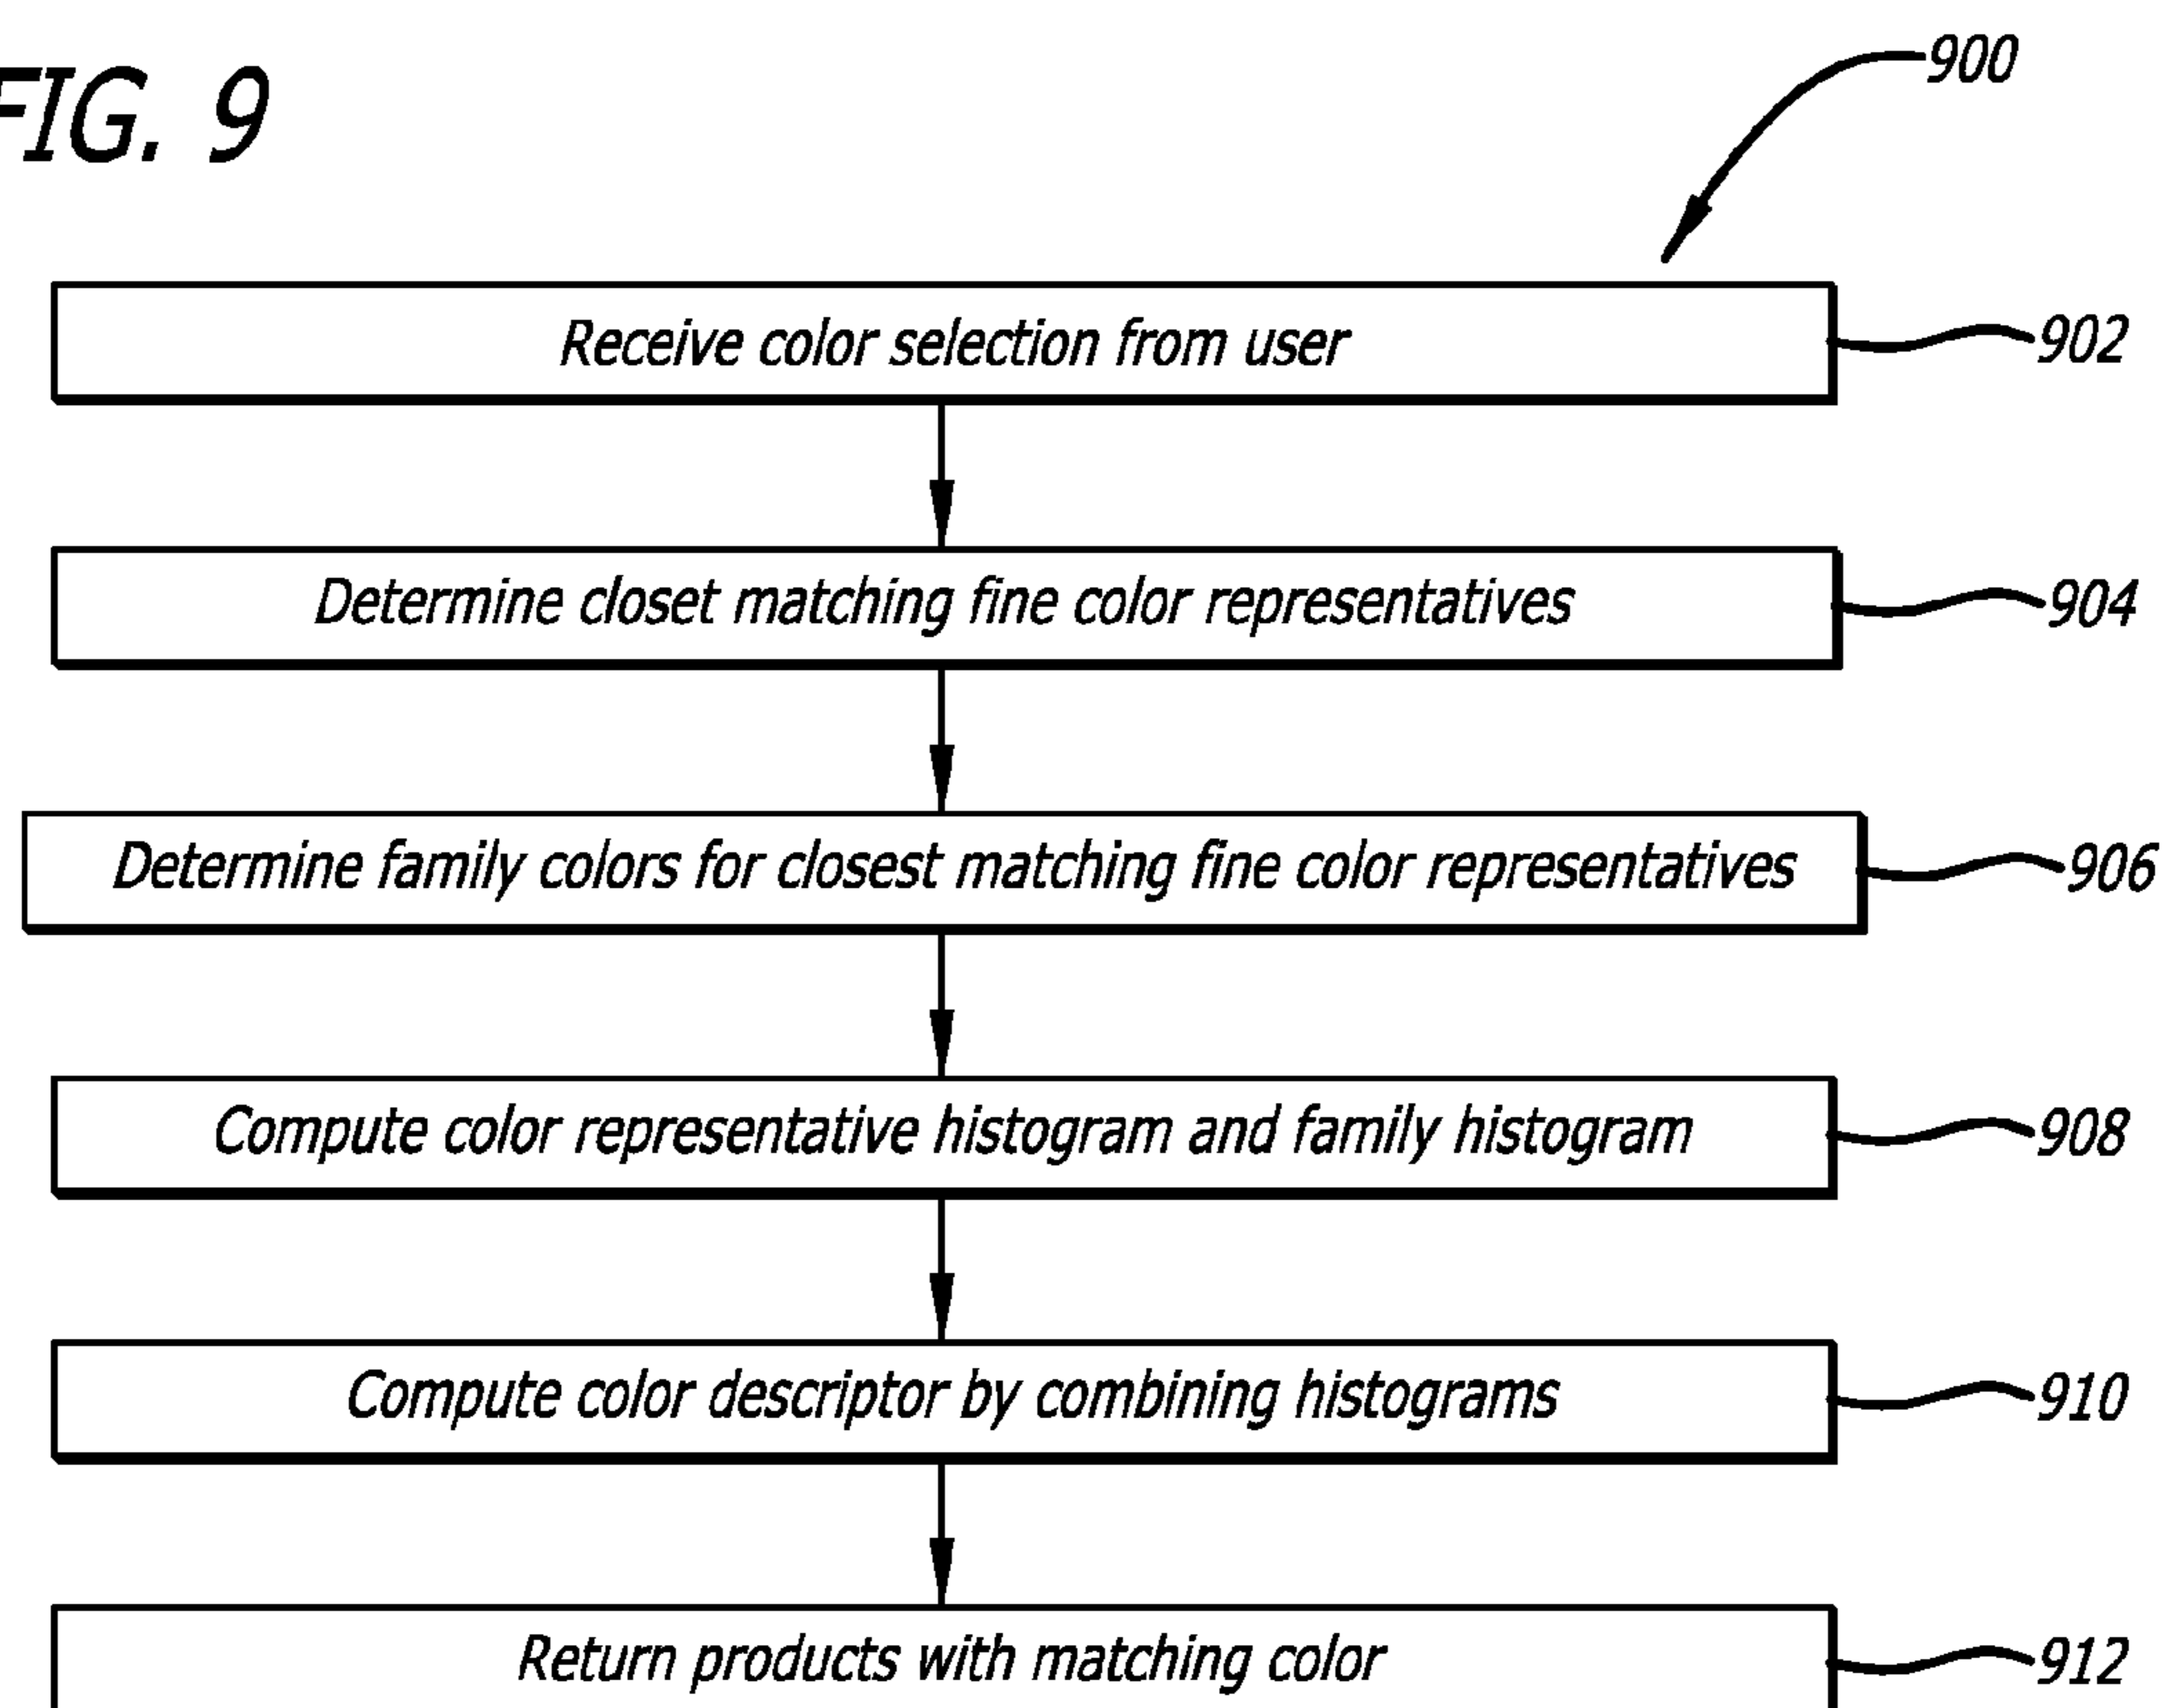 FIG. 9
900
Receive color selection from user
902
Determine closet matching fine color representatives
904
Determine family colors for closest matching fine color representatives
906
Compute color representative histogram and family histogram
908
Compute color descriptor by combining histograms
910
Return products with matching color
912